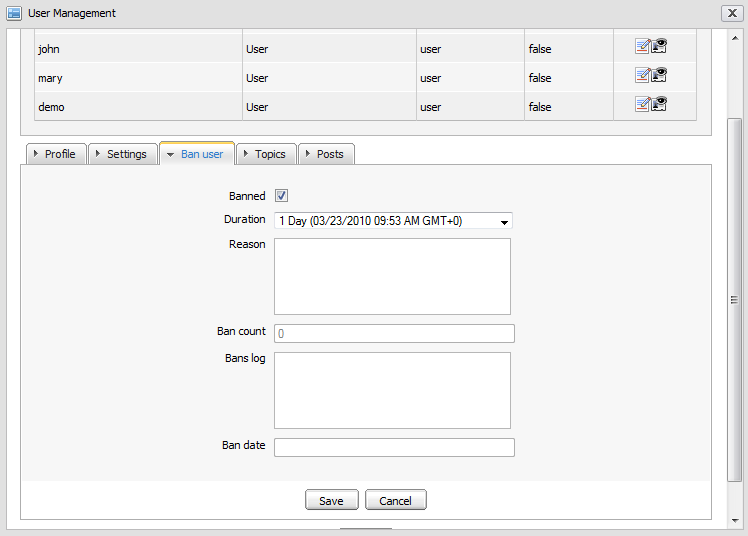 User Management
john User user false
mary User user false
demo User user false
Profile Settings Ban user Topics Posts
Banned
Duration 1 Day (03/23/2010 09:53 AM GMT+0)
Reason
Ban count 0
Bans log
Ban date
Save Cancel